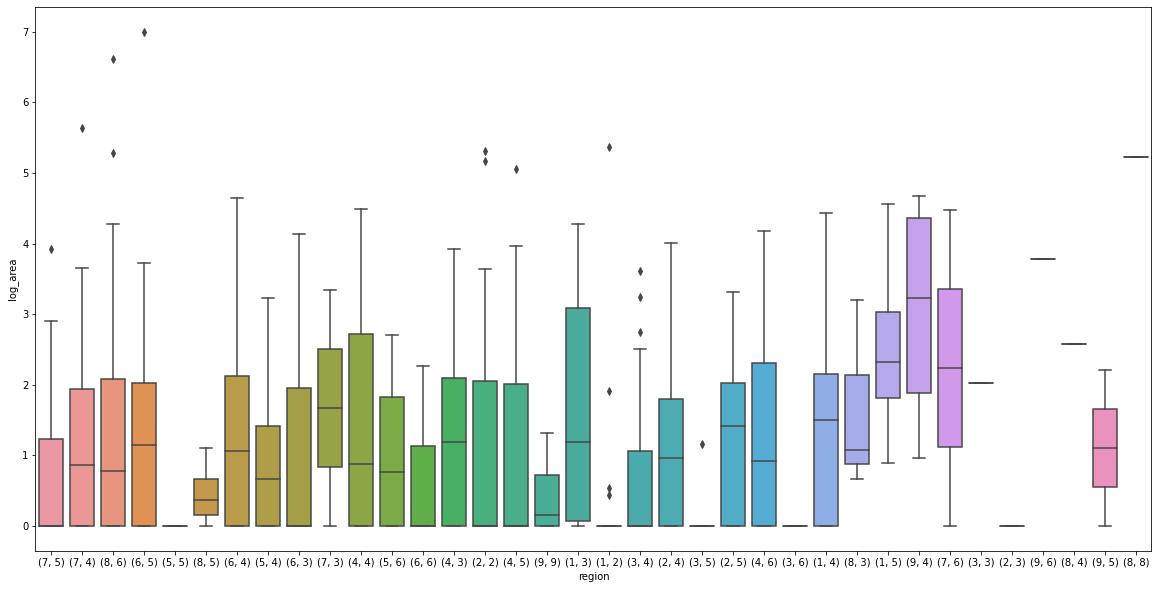 7
6
5
4
3
2
1
0
log_area
(7, 5) (7, 4) (8, 6) (6, 5) (5, 5) (8, 5) (6, 4) (5, 4) (6, 3) (7, 3) (4, 4) (5, 6) (6, 6) (4, 3) (2, 2) (4, 5) (9, 9) (1, 3) (1, 2) (3, 4) (2, 4) (3, 5) (2, 5) (4, 6) (3, 6) (1, 4) (8, 3) (1, 5) (9, 4) (7, 6) (3, 3) (2, 3) (9, 6) (8, 4) (9, 5) (8, 8)
region